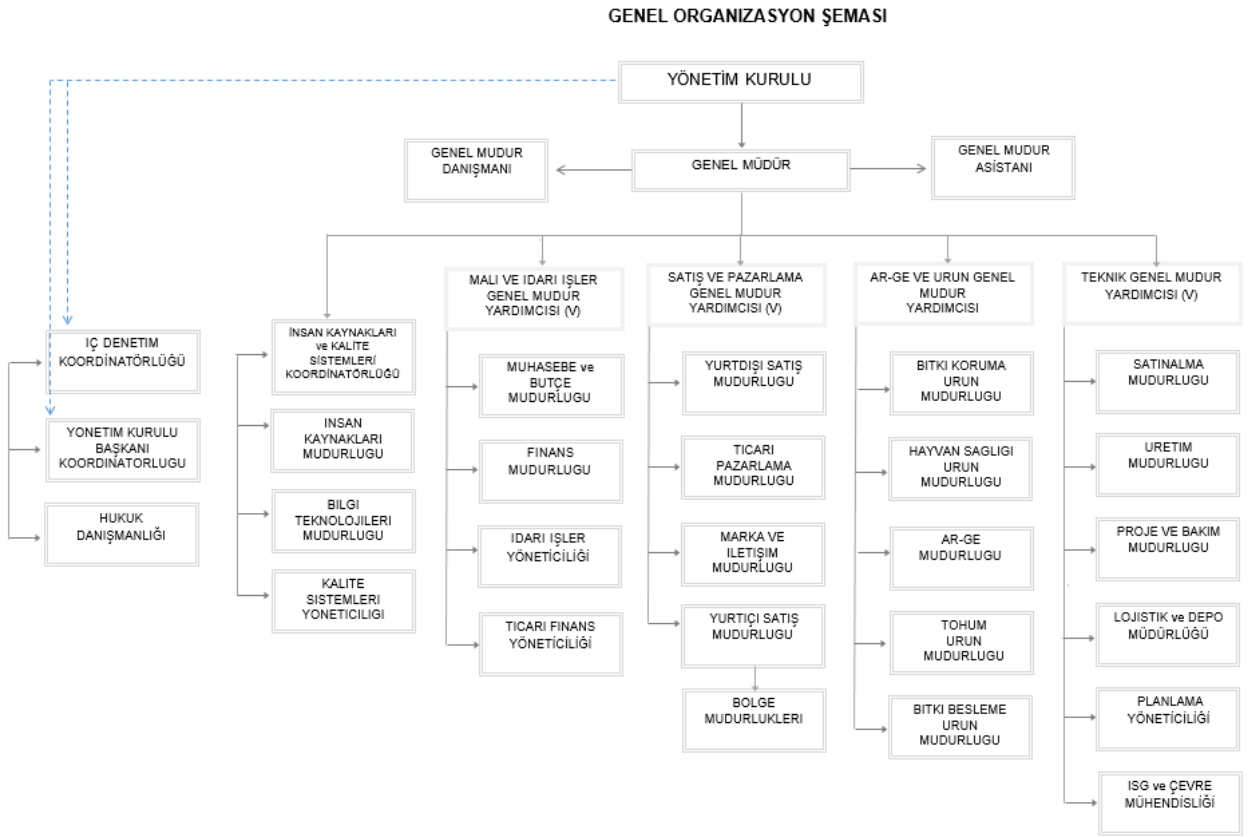 GENEL ORGANIZASYON ŞEMASI
YÖNETİM KURULU
GENEL MUDUR
DANIŞMANI
GENEL MÜDÜR
GENEL MUDUR
ASISTANI
İÇ DENETIM
KOORDİNATÖRLÜĞÜ
YONETIM KURULU
BAŞKANI
KOORDINATORLUGU
HUKUK
DANIŞMANLIĞI
İNSAN KAYNAKLARI
ve KALİTE
SİSTEMLERİ
KOORDİNATÖRLÜĞÜ
INSAN
KAYNAKLARI
MUDURLUGU
BILGI
TEKNOLOJILERI
MUDURLUGU
KALITE
SISTEMLERI
YONETICILIGI
MALI VE IDARI IŞLER
GENEL MUDUR
YARDIMCISI (V)
MUHASEBE ve
BUTÇE
MUDURLUGU
FINANS
MUDURLUGU
IDARI IŞLER
YÖNETİCİLİĞİ
TICARI FINANS
YÖNETİCİLİĞİ
SATIŞ VE PAZARLAMA
GENEL MUDUR
YARDIMCISI (V)
YURTDIŞI SATIŞ
MUDURLUGU
TICARI
PAZARLAMA
MUDURLUGU
MARKA VE
ILETIŞIM
MUDURLUGU
YURTIÇI SATIŞ
MUDURLUGU
BOLGE
MUDURLUKLERI
AR-GE VE URUN GENEL
MUDUR
YARDIMCISI
BITKI KORUMA
URUN
MUDURLUGU
HAYVAN SAGLIGI
URUN
MUDURLUGU
AR-GE
MUDURLUGU
TOHUM
URUN
MUDURLUGU
BITKI BESLEME
URUN
MUDURLUGU
TEKNIK GENEL MUDUR
YARDIMCISI (V)
SATINALMA
MUDURLUGU
URETIM
MUDURLUGU
PROJE VE BAKIM
MUDURLUGU
LOJISTIK ve DEPO
MÜDÜRLÜĞÜ
PLANLAMA
YÖNETİCİLİĞİ
ISG ve ÇEVRE
MÜHENDİSLİĞİ